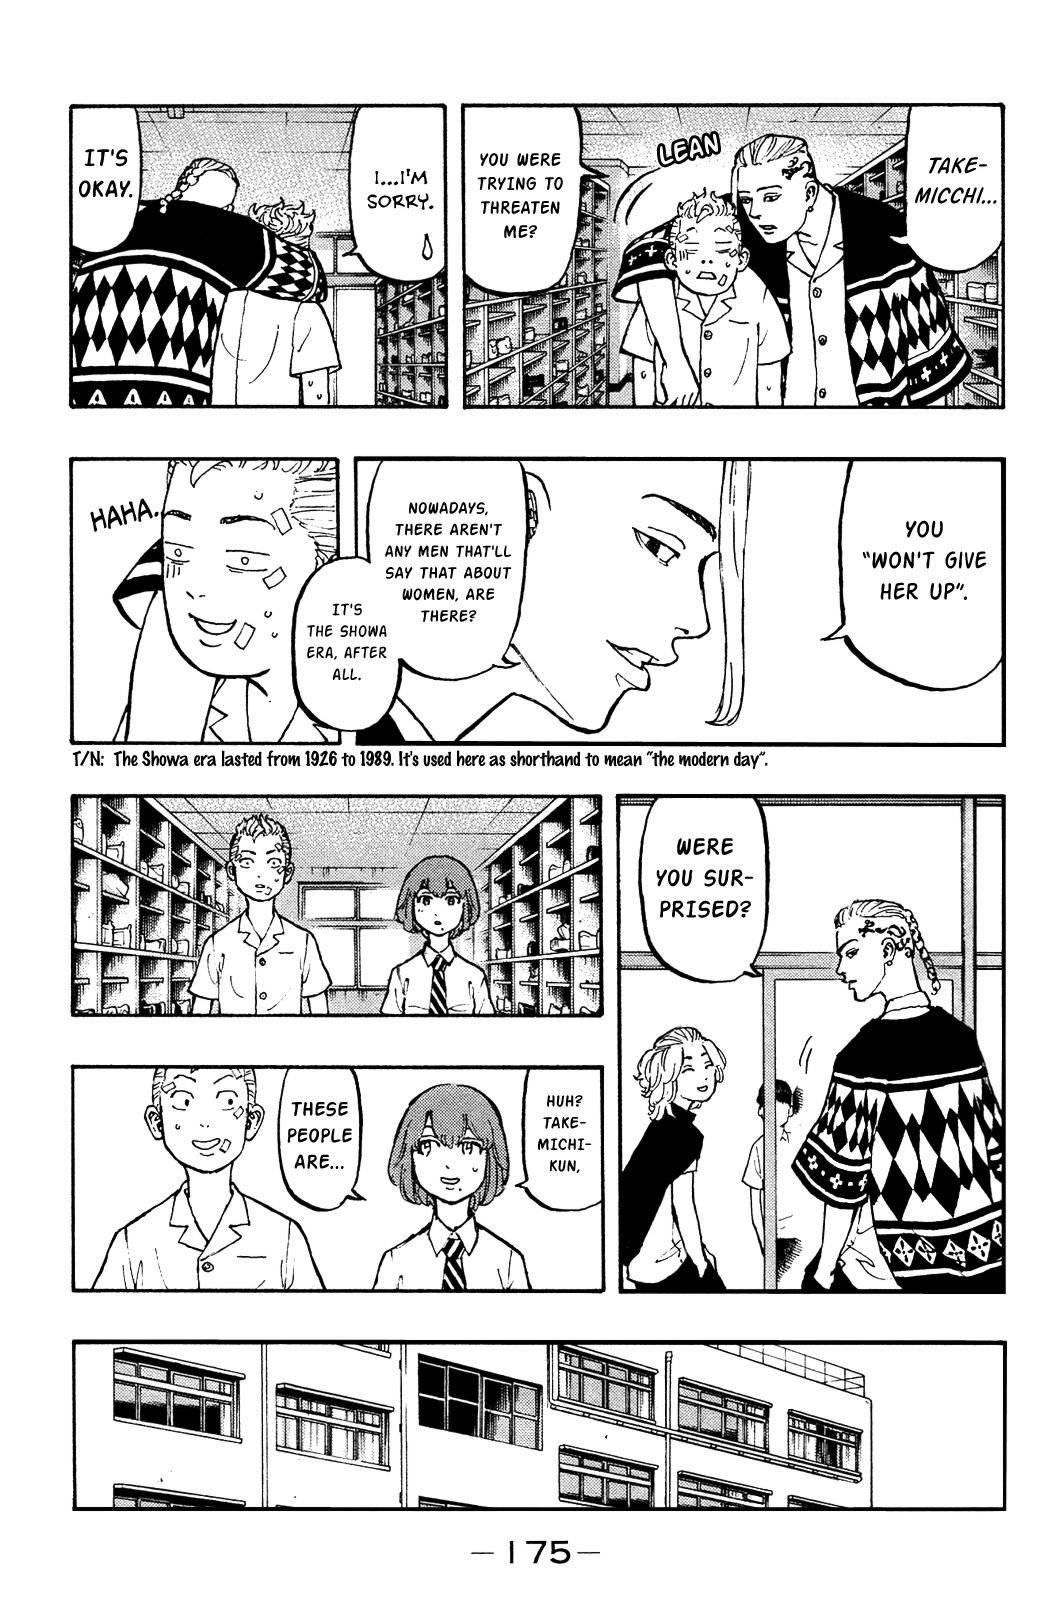 TAKE-
MICCHI...
LEAN
YOU WERE
TRYING TO
THREATEN
ME?
I...I'M
SORRY.
IT'S
OKAY.
YOU
"WON'T GIVE
HER UP".
NOWADAYS,
THERE AREN'T
ANY MEN THAT'LL
SAY THAT ABOUT
WOMEN, ARE
THERE?
IT'S
THE SHOWA
ERA, AFTER
ALL.
HAHA...
T/N: The Showa era lasted from 1926 to 1989. It's used here as shorthand to mean "the modern day".
WERE
YOU SUR-
PRISED?
HUH?
TAKE-
MICHI-
KUN,
THESE
PEOPLE
ARE...
— 175 —